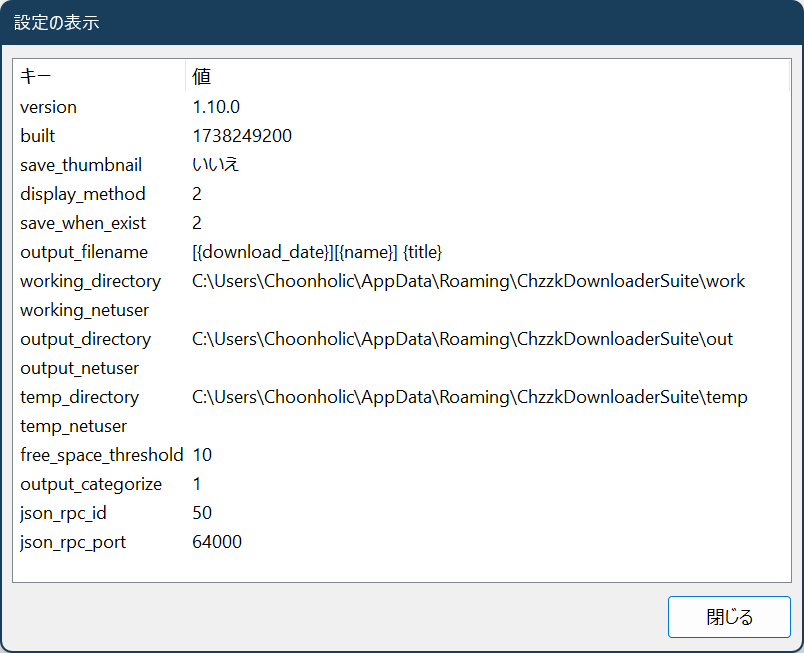 設定の表示
キー 値
version 1.10.0
built 1738249200
save_thumbnail いいえ
display_method 2
save_when_exist 2
output_filename [{download_date}][{name}] {title}
working_directory C:\Users\Choonholic\AppData\Roaming\ChzzkDownloaderSuite\work
working_netuser
output_directory C:\Users\Choonholic\AppData\Roaming\ChzzkDownloaderSuite\out
output_netuser
temp_directory C:\Users\Choonholic\AppData\Roaming\ChzzkDownloaderSuite\temp
temp_netuser
free_space_threshold 10
output_categorize 1
json_rpc_id 50
json_rpc_port 64000
閉じる